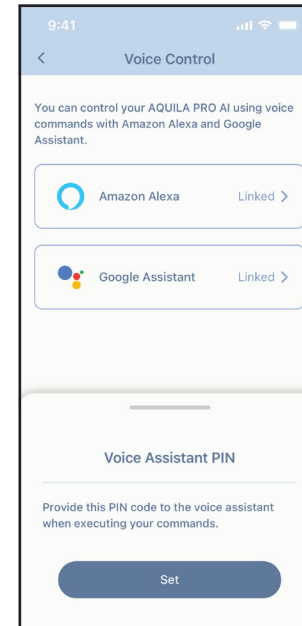 9:41
Voice Control
You can control your AQUILA PRO AI using voice
commands with Amazon Alexa and Google
Assistant.
Amazon Alexa Linked
Google Assistant Linked
Voice Assistant PIN
Provide this PIN code to the voice assistant
when executing your commands.
Set